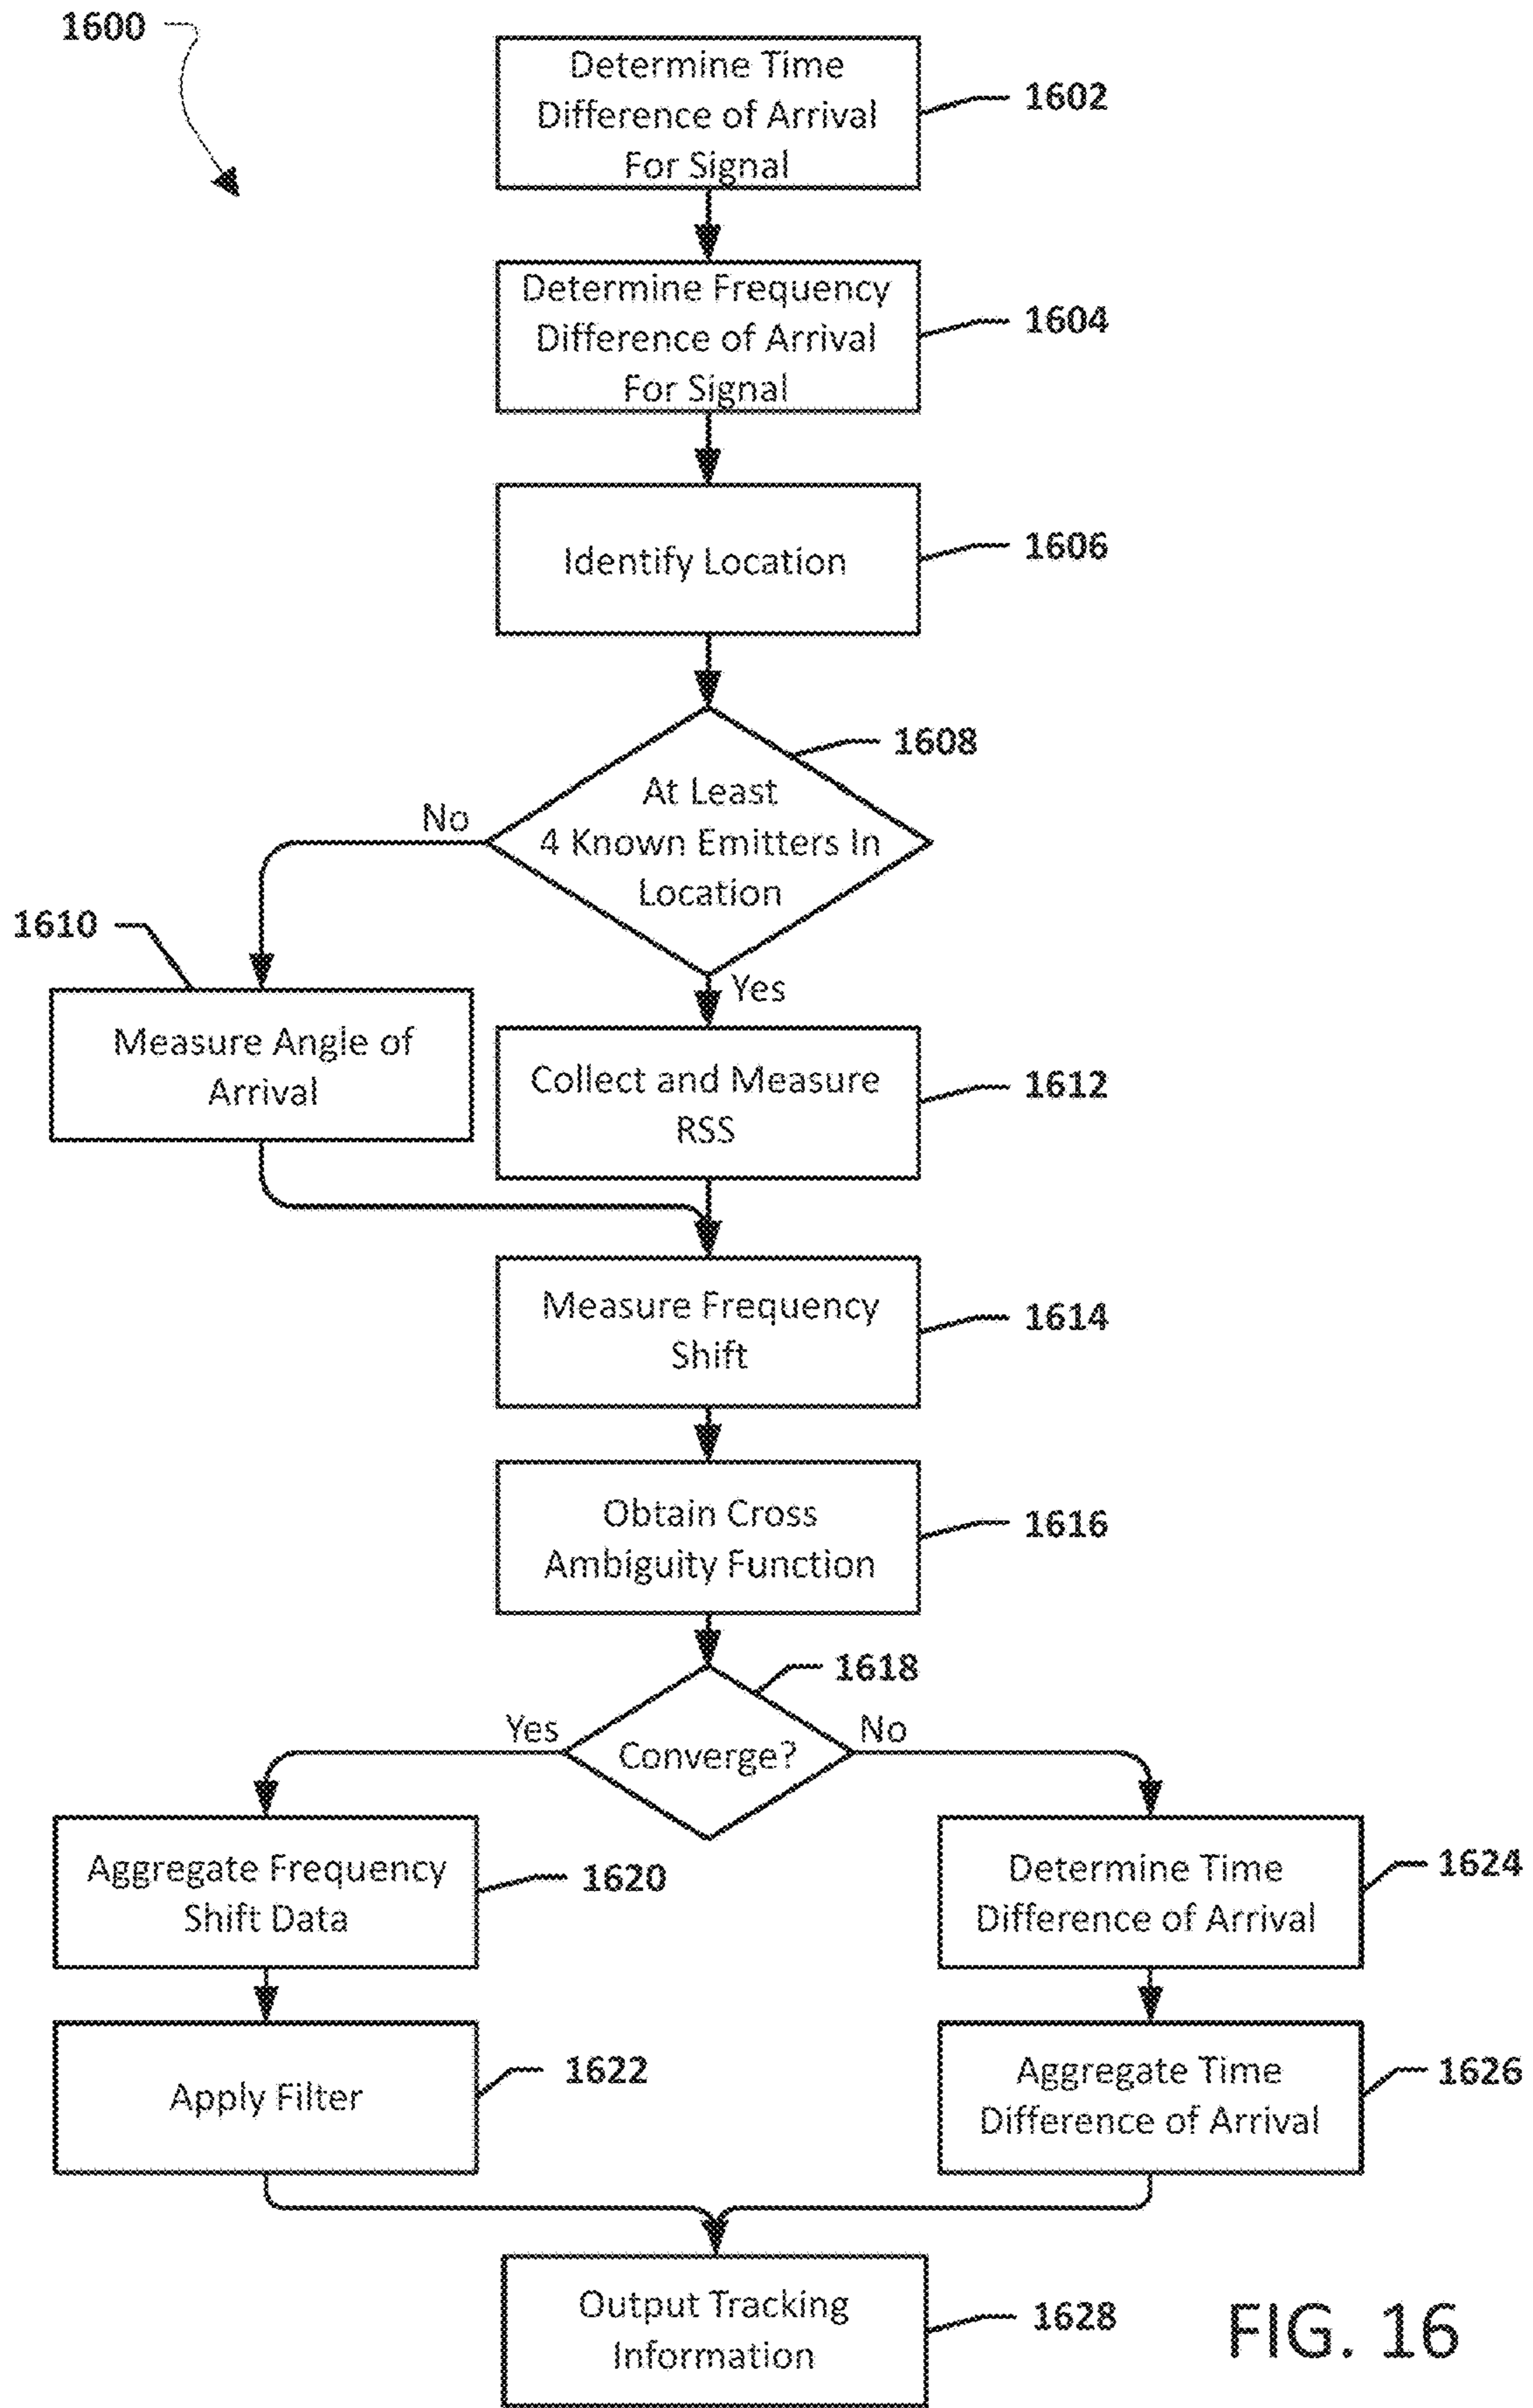 1600
Determine Time
Difference of Arrival
For Signal
1602
Determine Frequency
Difference of Arrival
For Signal
1604
Identify Location
1606
1608
At Least
4 Known Emitters In
Location
No
Yes
1610
Measure Angle of
Arrival
Collect and Measure
RSS
1612
Measure Frequency
Shift
1614
Obtain Cross
Ambiguity Function
1616
1618
Converge?
Yes
No
Aggregate Frequency
Shift Data
1620
Determine Time
Difference of Arrival
1624
Apply Filter
1622
Aggregate Time
Difference of Arrival
1626
Output Tracking
Information
1628
FIG. 16